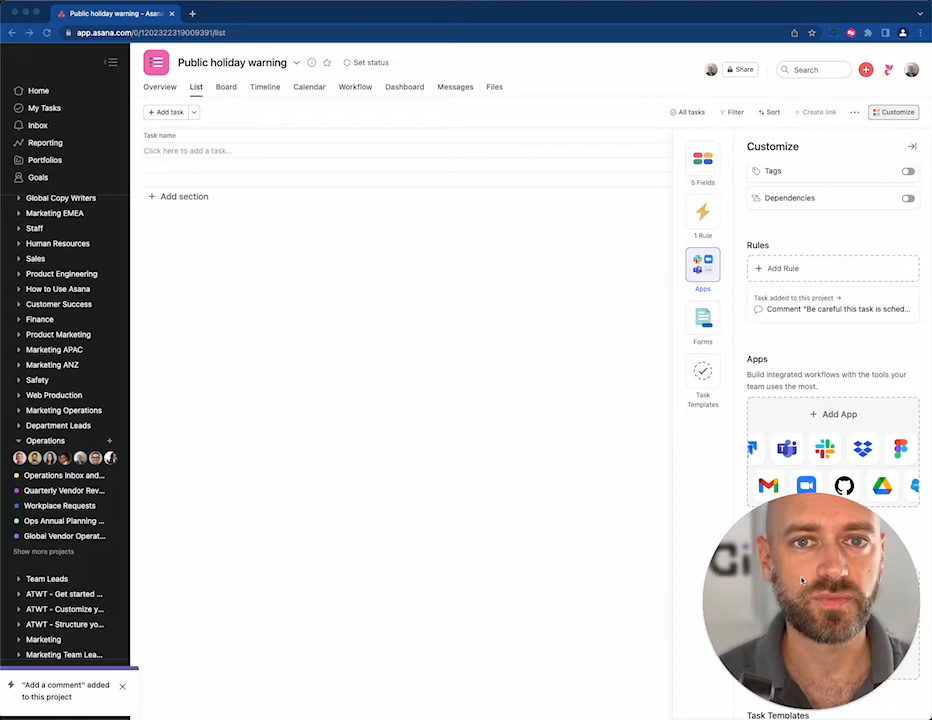 Public holiday warning - Asana
app.asana.com/0/1202322319009391/list
Home
My Tasks
Inbox
Reporting
Portfolios
Goals
Global Copy Writers
Marketing EMEA
Staff
Human Resources
Sales
Product Engineering
How to Use Asana
Customer Success
Finance
Product Marketing
Marketing APAC
Marketing ANZ
Safety
Web Production
Marketing Operations
Department Leads
Operations
Operations Inbox and...
Quarterly Vendor Rev...
Workplace Requests
Ops Annual Planning ...
Global Vendor Operat...
Show more projects
Team Leads
ATWT - Get started ...
ATWT - Customize y...
ATWT - Structure yo...
Marketing
Marketing Team Lea...
"Add a comment" added
to this project
Public holiday warning
Set status
Share
Search
Overview List Board Timeline Calendar Workflow Dashboard Messages Files
+ Add task
All tasks
Filter
Sort
Create link
Customize
Task name
Click here to add a task...
+ Add section
5 Fields
1 Rule
Apps
Forms
Task
Templates
Customize
Tags
Dependencies
Rules
+ Add Rule
Task added to this project →
Comment "Be careful this task is sched...
Apps
Build integrated workflows with the tools your
team uses the most.
+ Add App
Task Templates